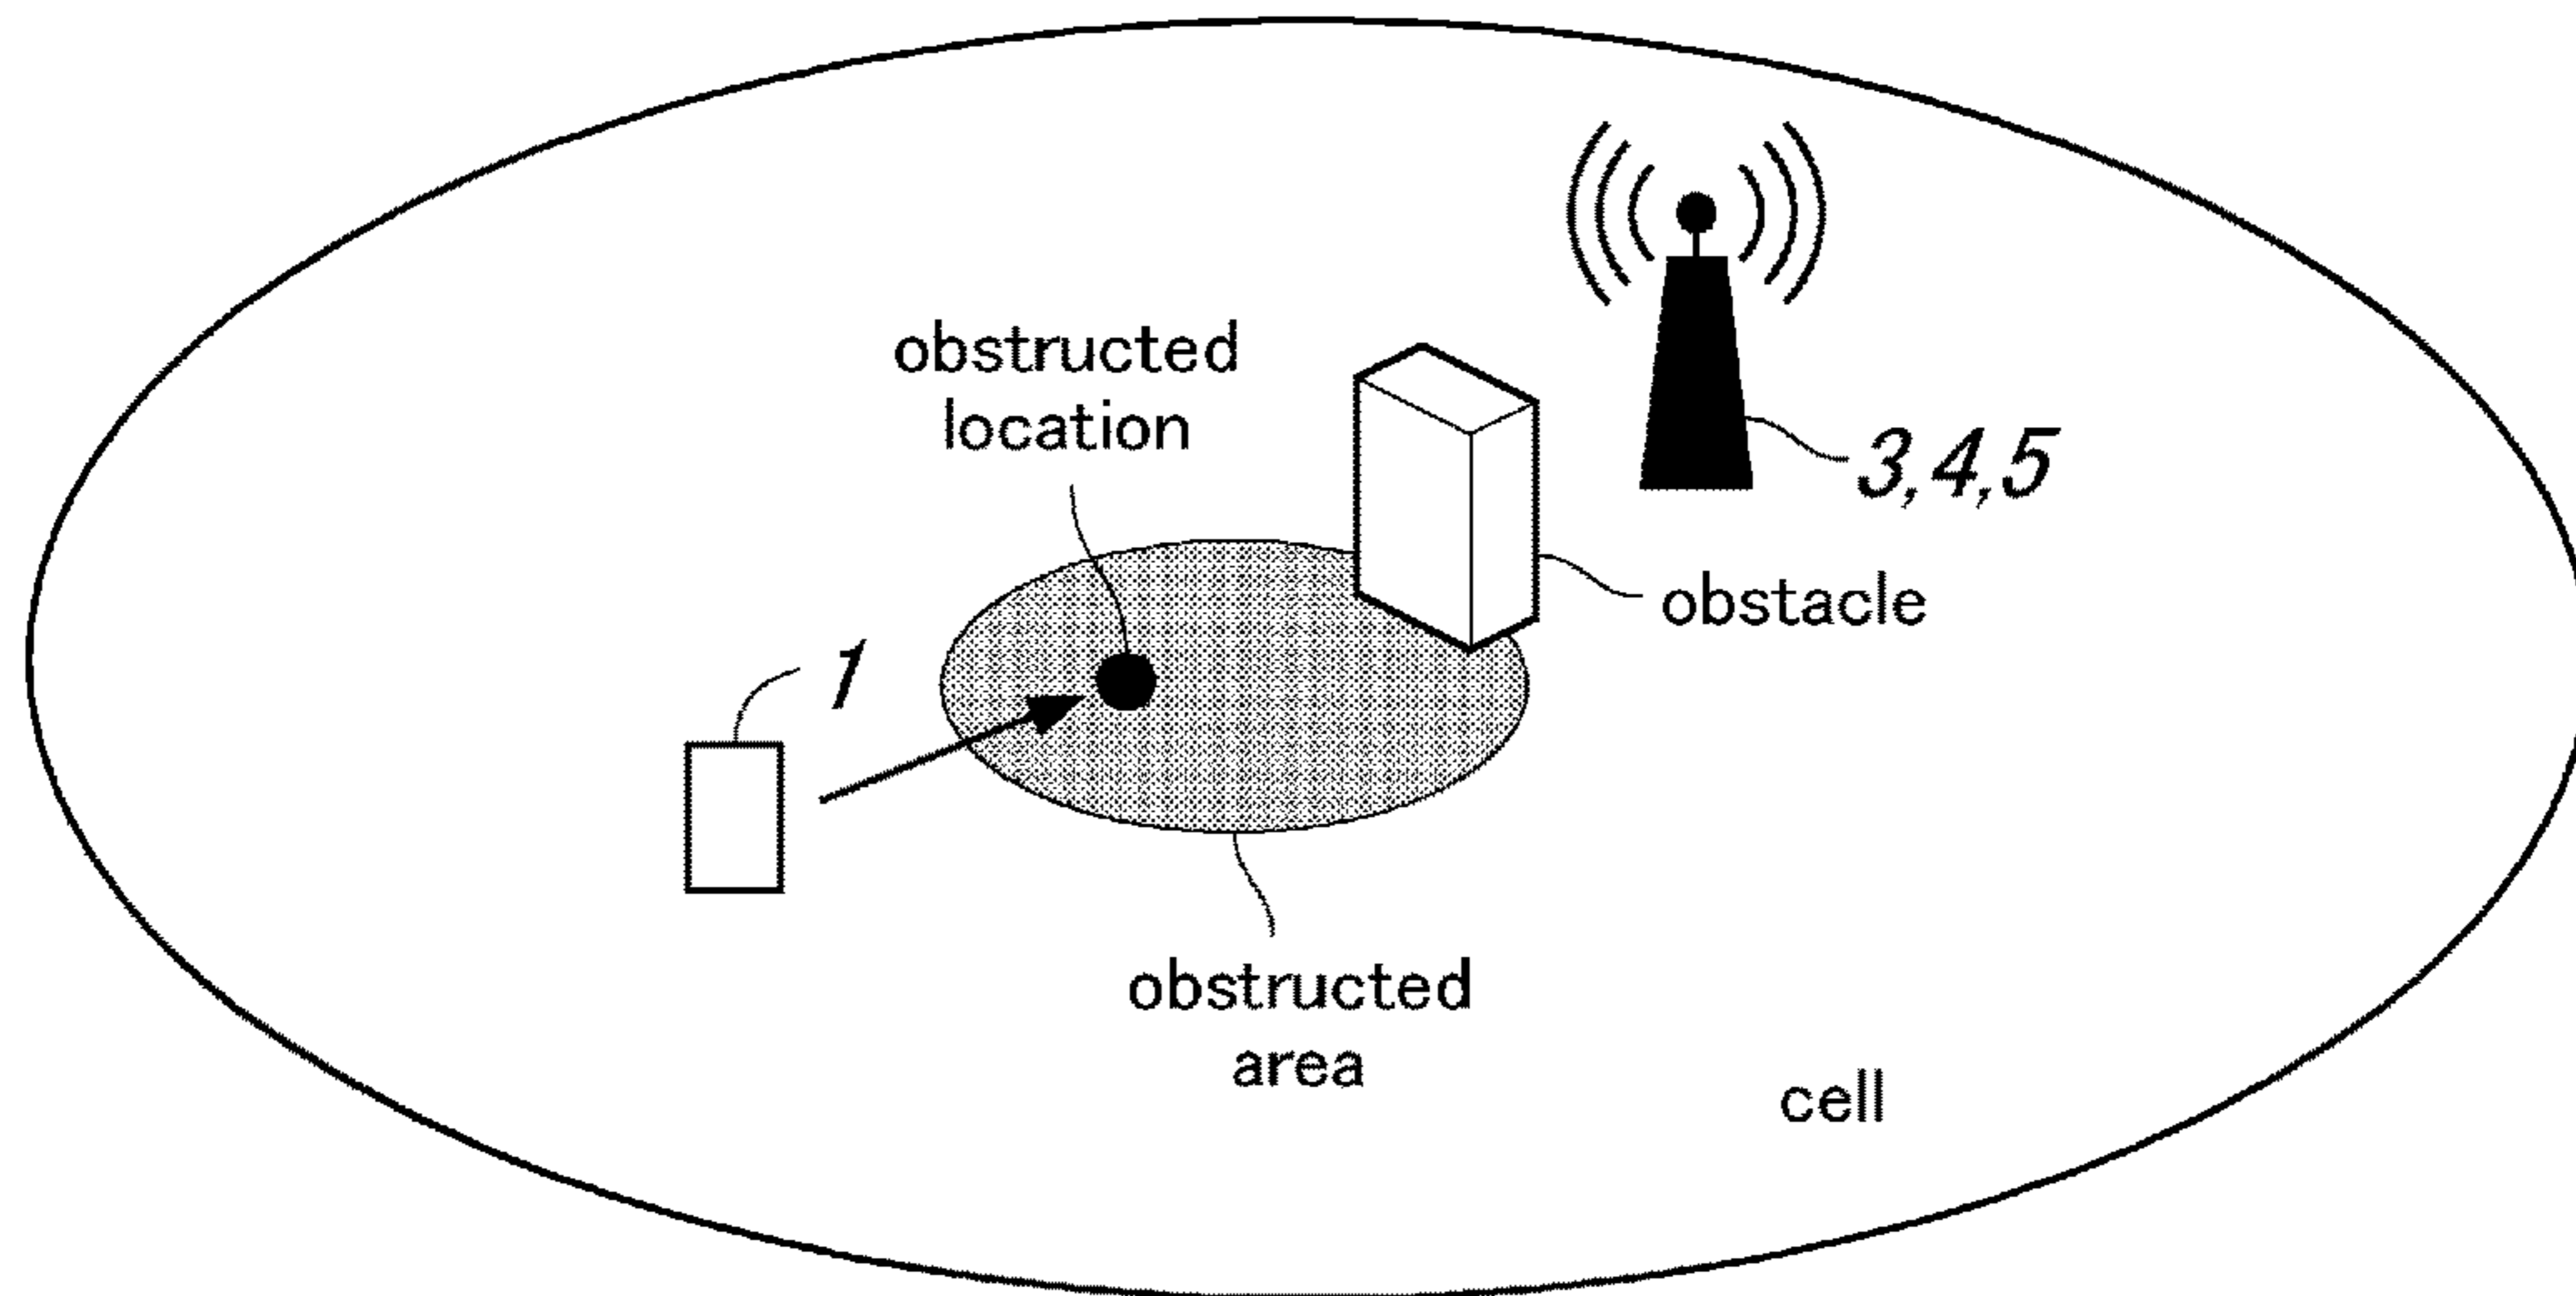 obstructed
location
3,4,5
obstacle
1
obstructed
area
cell